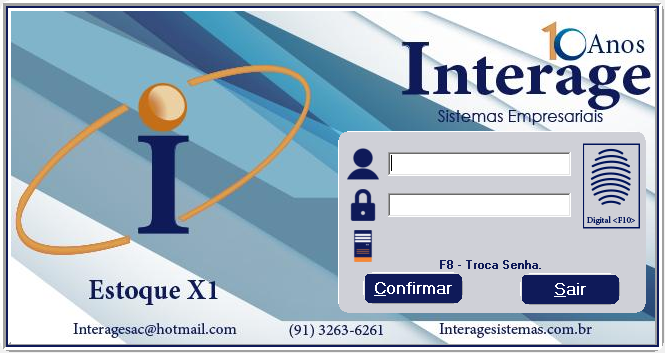 10 Anos
Interage
Sistemas Empresariais
I
Digital <F10>
F8 - Troca Senha.
Confirmar
Sair
Estoque X1
Interagesac@hotmail.com
(91) 3263-6261
Interagesistemas.com.br